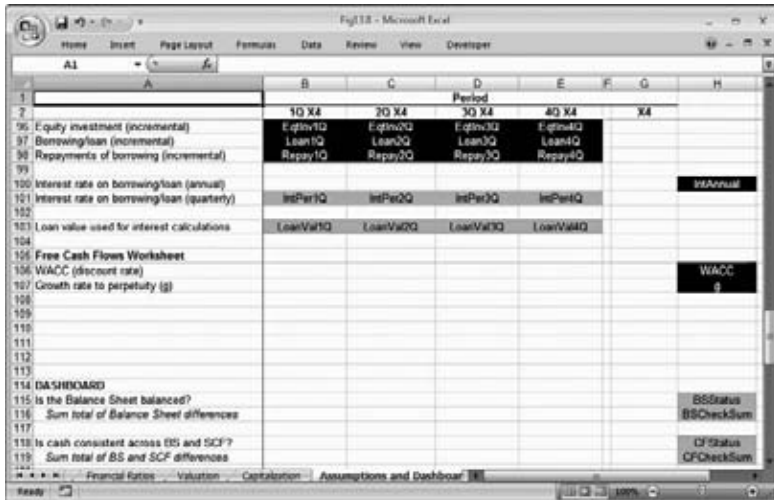 Fig13.8 - Microsoft Excel
Home Insert Page Layout Formulas Data Review View Developer
A1 fx
A B C D E F G H
1 Period
2 1Q X4 2Q X4 3Q X4 4Q X4 X4
96 Equity investment (incremental) EqtInv1Q EqtInv2Q EqtInv3Q EqtInv4Q
97 Borrowing/loan (incremental) Loan1Q Loan2Q Loan3Q Loan4Q
98 Repayments of borrowing (incremental) Repay1Q Repay2Q Repay3Q Repay4Q
99
100 Interest rate on borrowing/loan (annual) IntAnnual
101 Interest rate on borrowing/loan (quarterly) IntPer1Q IntPer2Q IntPer3Q IntPer4Q
102
103 Loan value used for interest calculations LoanVal1Q LoanVal2Q LoanVal3Q LoanVal4Q
104
105 Free Cash Flows Worksheet
106 WACC (discount rate) WACC
107 Growth rate to perpetuity (g) g
108
109
110
111
112
113
114 DASHBOARD
115 Is the Balance Sheet balanced? BSStatus
116 Sum total of Balance Sheet differences BSCheckSum
117
118 Is cash consistent across BS and SCF? CFStatus
119 Sum total of BS and SCF differences CFCheckSum
Financial Ratios Valuation Capitalization Assumptions and Dashboar
Ready 100%